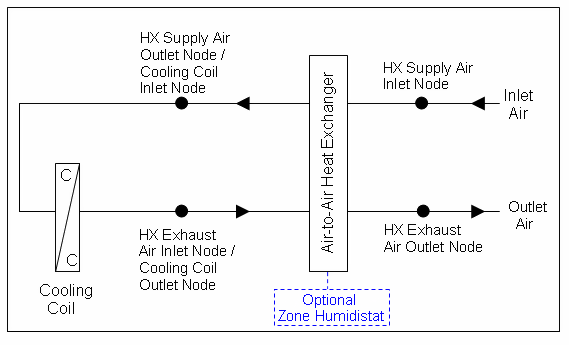 HX Supply Air
Outlet Node /
Cooling Coil
Inlet Node
HX Supply Air
Inlet Node
Inlet
Air
Air-to-Air Heat Exchanger
C
C
Cooling
Coil
HX Exhaust
Air Inlet Node /
Cooling Coil
Outlet Node
HX Exhaust
Air Outlet Node
Outlet
Air
Optional
Zone Humidistat